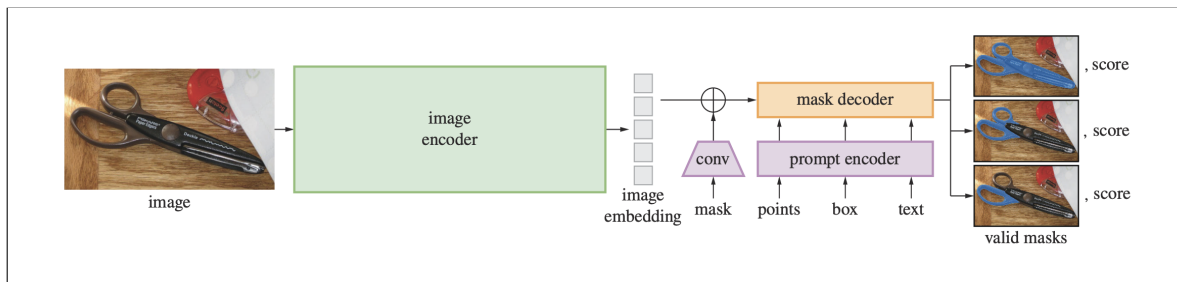 image
image
encoder
image
embedding
mask
conv
points
box
text
prompt encoder
mask decoder
, score
, score
, score
valid masks